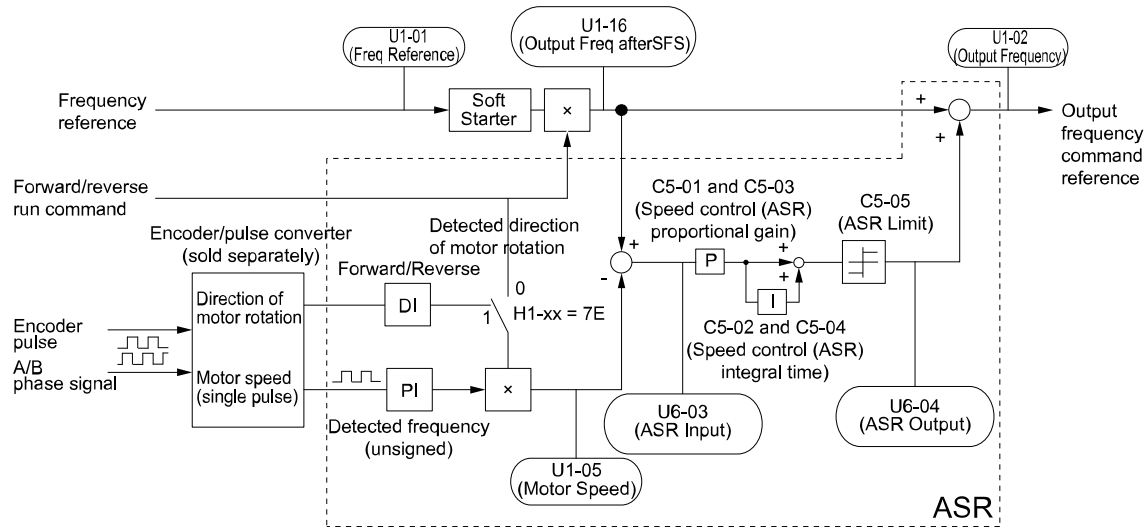 U1-01
(Freq Reference)
U1-16
(Output Freq afterSFS)
U1-02
(Output Frequency)
Frequency
reference
Soft
Starter
×
+
+
Output
frequency
command
reference
Forward/reverse
run command
Detected direction
of motor rotation
C5-01 and C5-03
(Speed control (ASR)
proportional gain)
C5-05
(ASR Limit)
Encoder/pulse converter
(sold separately)
Forward/Reverse
Direction of
motor rotation
DI
0
1
H1-xx = 7E
+
-
P
+
+
I
C5-02 and C5-04
(Speed control (ASR)
integral time)
Encoder
pulse
A/B
phase signal
Motor speed
(single pulse)
PI
×
Detected frequency
(unsigned)
U1-05
(Motor Speed)
U6-03
(ASR Input)
U6-04
(ASR Output)
ASR